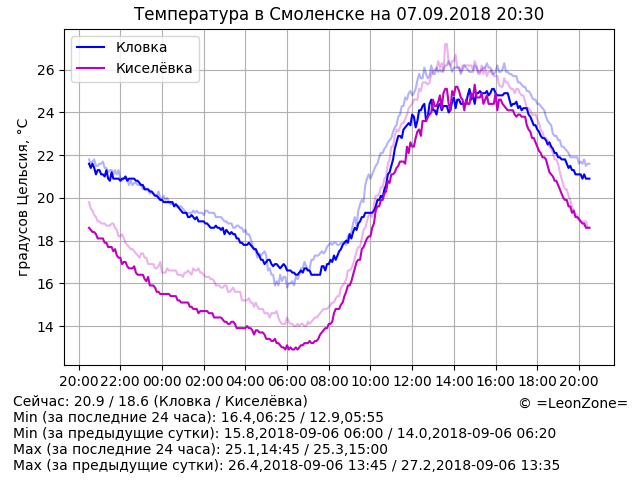 Температура в Смоленске на 07.09.2018 20:30
Кловка
Киселёвка
градусов Цельсия, °C
26
24
22
20
18
16
14
20:00 22:00 00:00 02:00 04:00 06:00 08:00 10:00 12:00 14:00 16:00 18:00 20:00
Сейчас: 20.9 / 18.6 (Кловка / Киселёвка)
© =LeonZone=
Min (за последние 24 часа): 16.4,06:25 / 12.9,05:55
Min (за предыдущие сутки): 15.8,2018-09-06 06:00 / 14.0,2018-09-06 06:20
Max (за последние 24 часа): 25.1,14:45 / 25.3,15:00
Max (за предыдущие сутки): 26.4,2018-09-06 13:45 / 27.2,2018-09-06 13:35